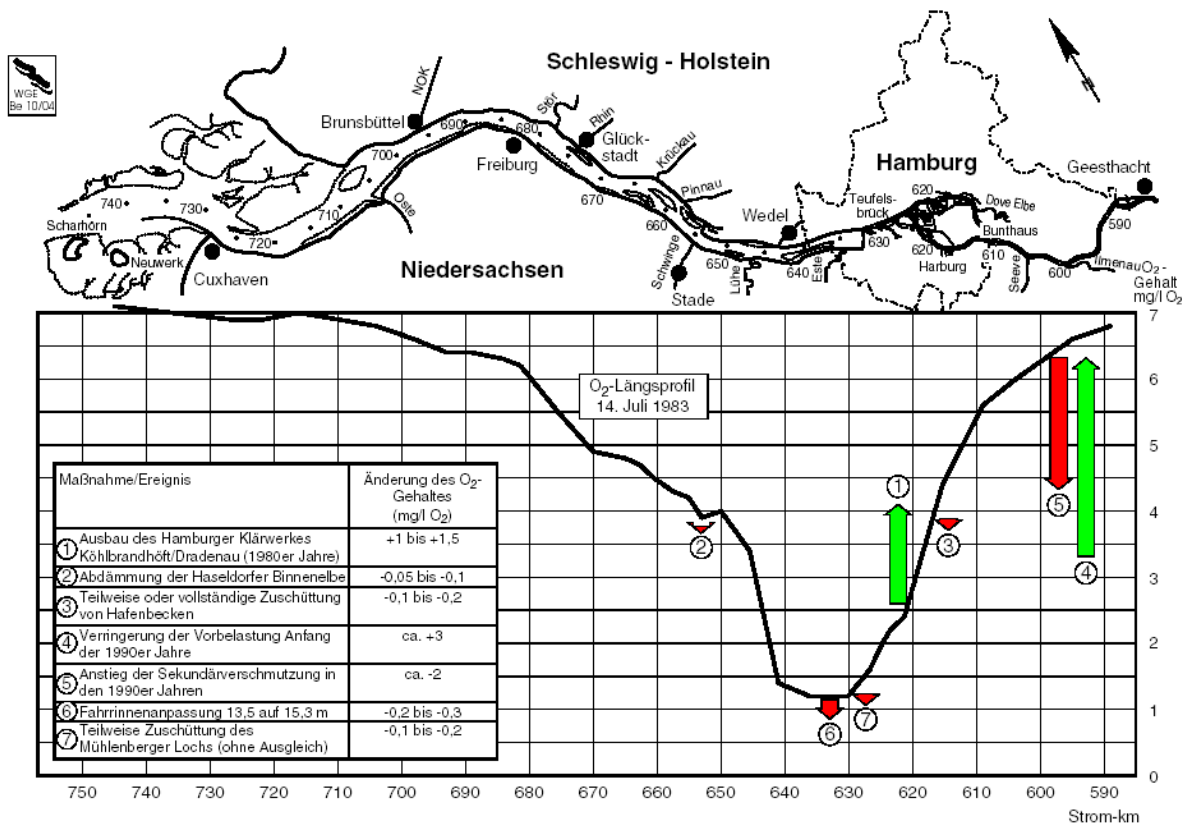 WGE
Be 10/04
Schleswig - Holstein
NOK
Brunsbüttel
Stör
Rhin
Glück-
stadt
Freiburg
Krückau
Pinnau
Hamburg
Geesthacht
Wedel
Teufels-
brück
Dove Elbe
Bunthaus
Harburg
Seeve
Ilmenau
Scharhörn
Neuwerk
Cuxhaven
Oste
Niedersachsen
Schwinge
Stade
Lühe
Este
740
730
720
710
700
690
680
670
660
650
640
630
620
620
610
600
590
O2-
Gehalt
mg/l O2
7
6
5
4
3
2
1
0
O2-Längsprofil
14. Juli 1983
1
2
3
4
5
6
7
Maßnahme/Ereignis Änderung des O2-
Gehaltes
(mg/l O2)
1 Ausbau des Hamburger Klärwerkes +1 bis +1,5
Köhlbrandhöft/Dradenau (1980er Jahre)
2 Abdämmung der Haseldorfer Binnenelbe -0,05 bis -0,1
3 Teilweise oder vollständige Zuschüttung -0,1 bis -0,2
von Hafenbecken
4 Verringerung der Vorbelastung Anfang ca. +3
der 1990er Jahre
5 Anstieg der Sekundärverschmutzung in ca. -2
den 1990er Jahren
6 Fahrrinnenanpassung 13,5 auf 15,3 m -0,2 bis -0,3
7 Teilweise Zuschüttung des -0,1 bis -0,2
Mühlenberger Lochs (ohne Ausgleich)
750 740 730 720 710 700 690 680 670 660 650 640 630 620 610 600 590
Strom-km